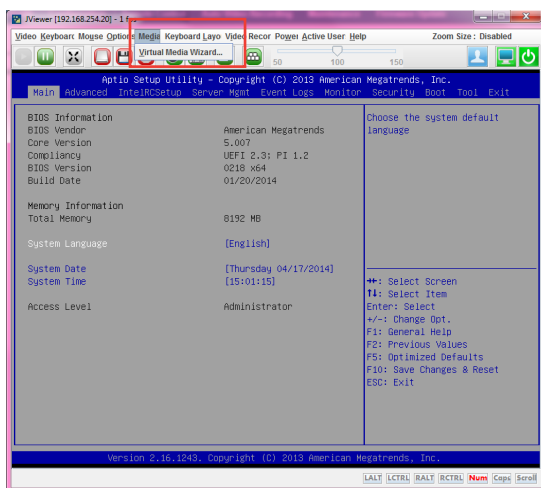 JViewer [192.168.254.20] - 1 f
Video Keyboard Mouse Options Media Keyboard Layo Video Recor Power Active User Help Zoom Size : Disabled
Virtual Media Wizard...
50 100 150
Aptio Setup Utility – Copyright (C) 2013 American Megatrends, Inc.
Main Advanced IntelRCSetup Server Mgmt Event Logs Monitor Security Boot Tool Exit
BIOS Information
BIOS Vendor American Megatrends
Core Version 5.007
Compliancy UEFI 2.3; PI 1.2
BIOS Version 0218 x64
Build Date 01/20/2014
Memory Information
Total Memory 8192 MB
System Language [English]
System Date [Thursday 04/17/2014]
System Time [15:01:15]
Access Level Administrator
Choose the system default
language
→←: Select Screen
↑↓: Select Item
Enter: Select
+/-: Change Opt.
F1: General Help
F2: Previous Values
F5: Optimized Defaults
F10: Save Changes & Reset
ESC: Exit
Version 2.16.1243. Copyright (C) 2013 American Megatrends, Inc.
LALT LCTRL RALT RCTRL Num Caps Scroll